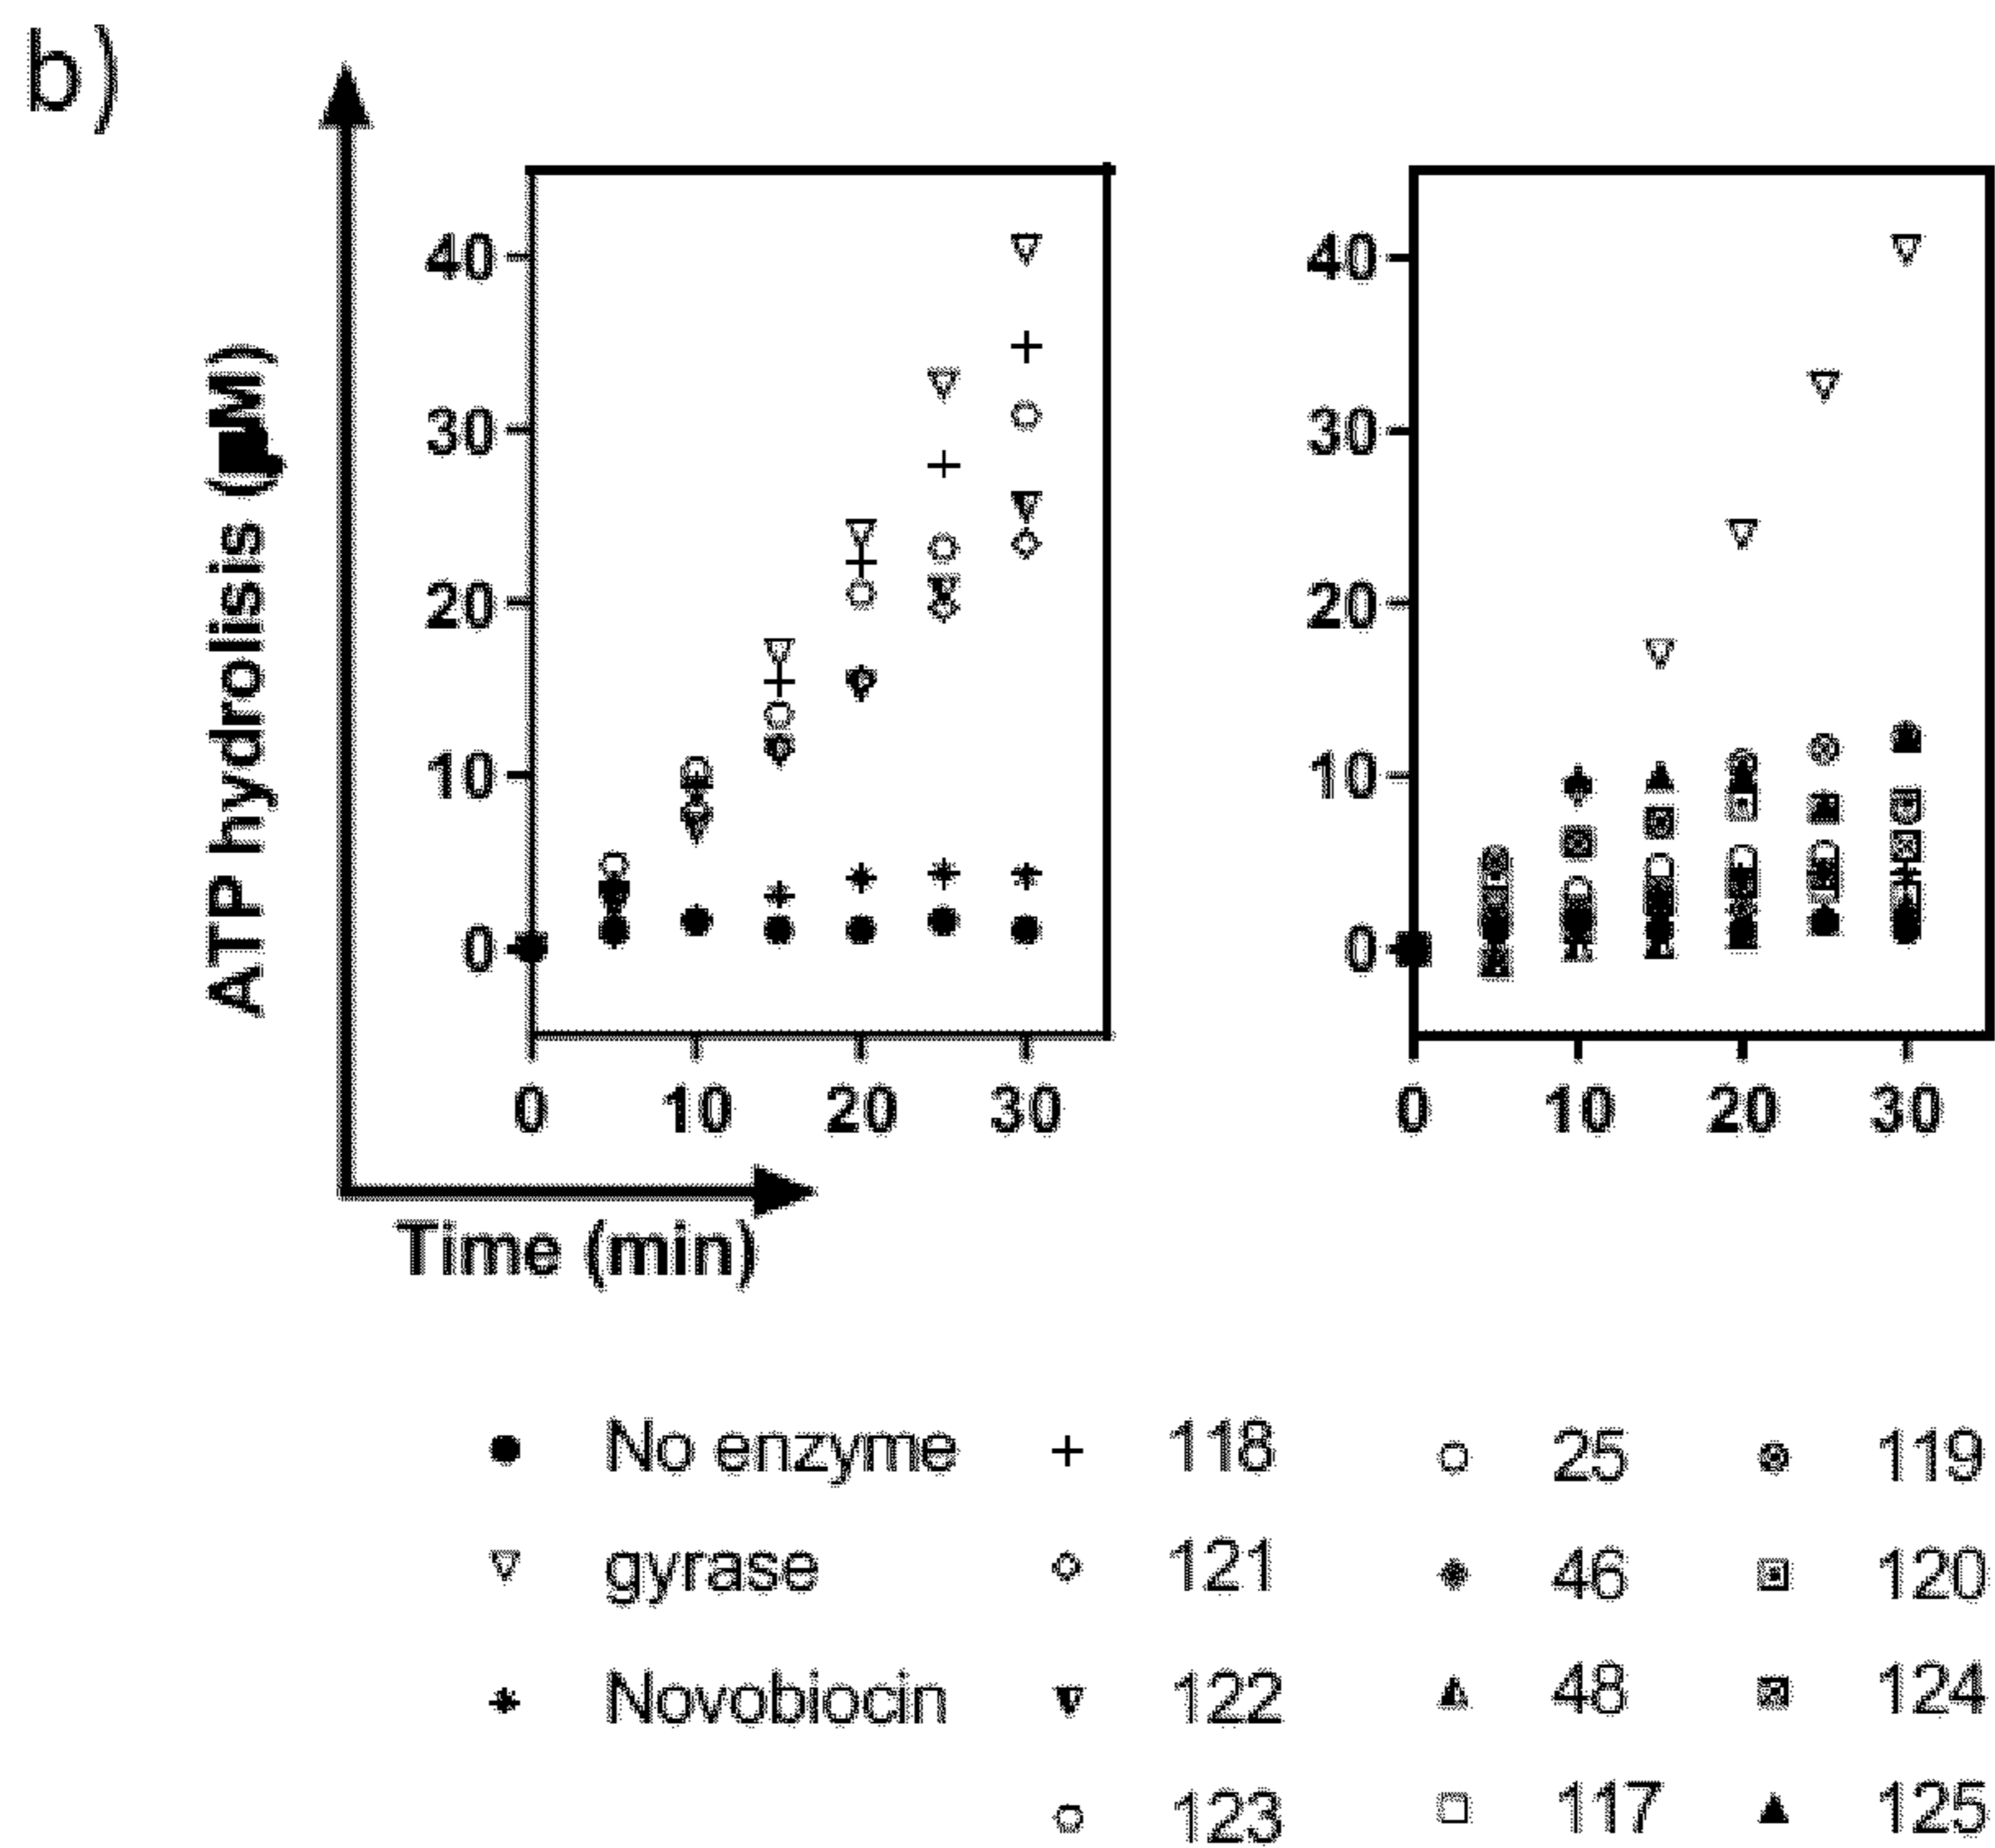 b)
ATP hydrolisis (µM)
40 40
30 30
20 20
10 10
0 0
0 10 20 30 0 10 20 30
Time (min)
No enzyme 118 25 119
gyrase 121 46 120
Novobiocin 122 48 124
123 117 125